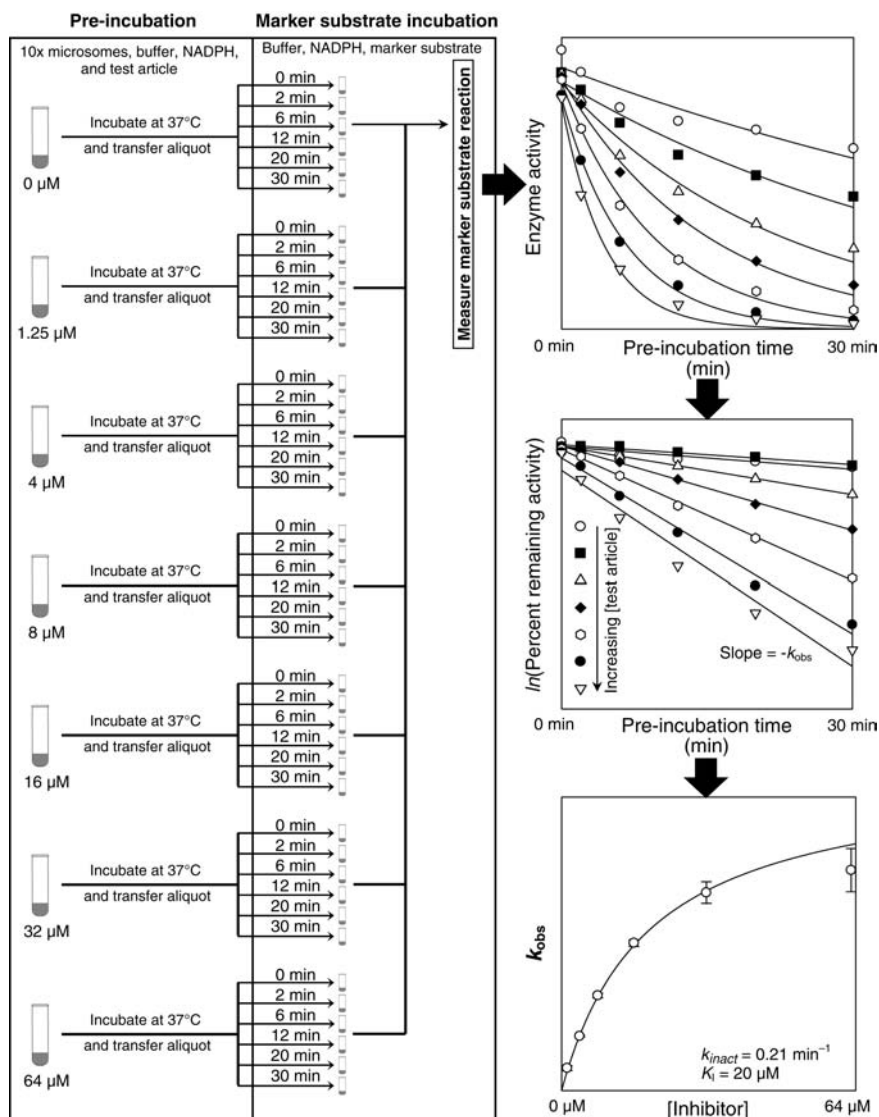 Pre-incubation
Marker substrate incubation
10x microsomes, buffer, NADPH,
and test article
Buffer, NADPH, marker substrate
0 µM
Incubate at 37°C
and transfer aliquot
0 min
2 min
6 min
12 min
20 min
30 min
1.25 µM
Incubate at 37°C
and transfer aliquot
0 min
2 min
6 min
12 min
20 min
30 min
4 µM
Incubate at 37°C
and transfer aliquot
0 min
2 min
6 min
12 min
20 min
30 min
8 µM
Incubate at 37°C
and transfer aliquot
0 min
2 min
6 min
12 min
20 min
30 min
16 µM
Incubate at 37°C
and transfer aliquot
0 min
2 min
6 min
12 min
20 min
30 min
32 µM
Incubate at 37°C
and transfer aliquot
0 min
2 min
6 min
12 min
20 min
30 min
64 µM
Incubate at 37°C
and transfer aliquot
0 min
2 min
6 min
12 min
20 min
30 min
Measure marker substrate reaction
Enzyme activity
0 min
30 min
Pre-incubation time
(min)
ln(Percent remaining activity)
Increasing [test article]
Slope = -kobs
0 min
30 min
Pre-incubation time
(min)
kobs
kinact = 0.21 min⁻¹
KI = 20 µM
0 µM
[Inhibitor]
64 µM